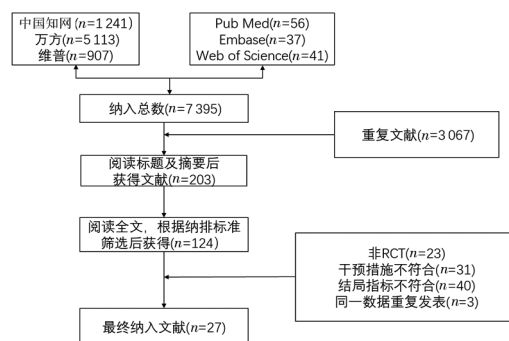 中国知网(n=1 241)
万方(n=5 113)
维普(n=907)
Pub Med(n=56)
Embase(n=37)
Web of Science(n=41)
纳入总数(n=7 395)
重复文献(n=3 067)
阅读标题及摘要后
获得文献(n=203)
阅读全文，根据纳排标准
筛选后获得(n=124)
非RCT(n=23)
干预措施不符合(n=31)
结局指标不符合(n=40)
同一数据重复发表(n=3)
最终纳入文献(n=27)